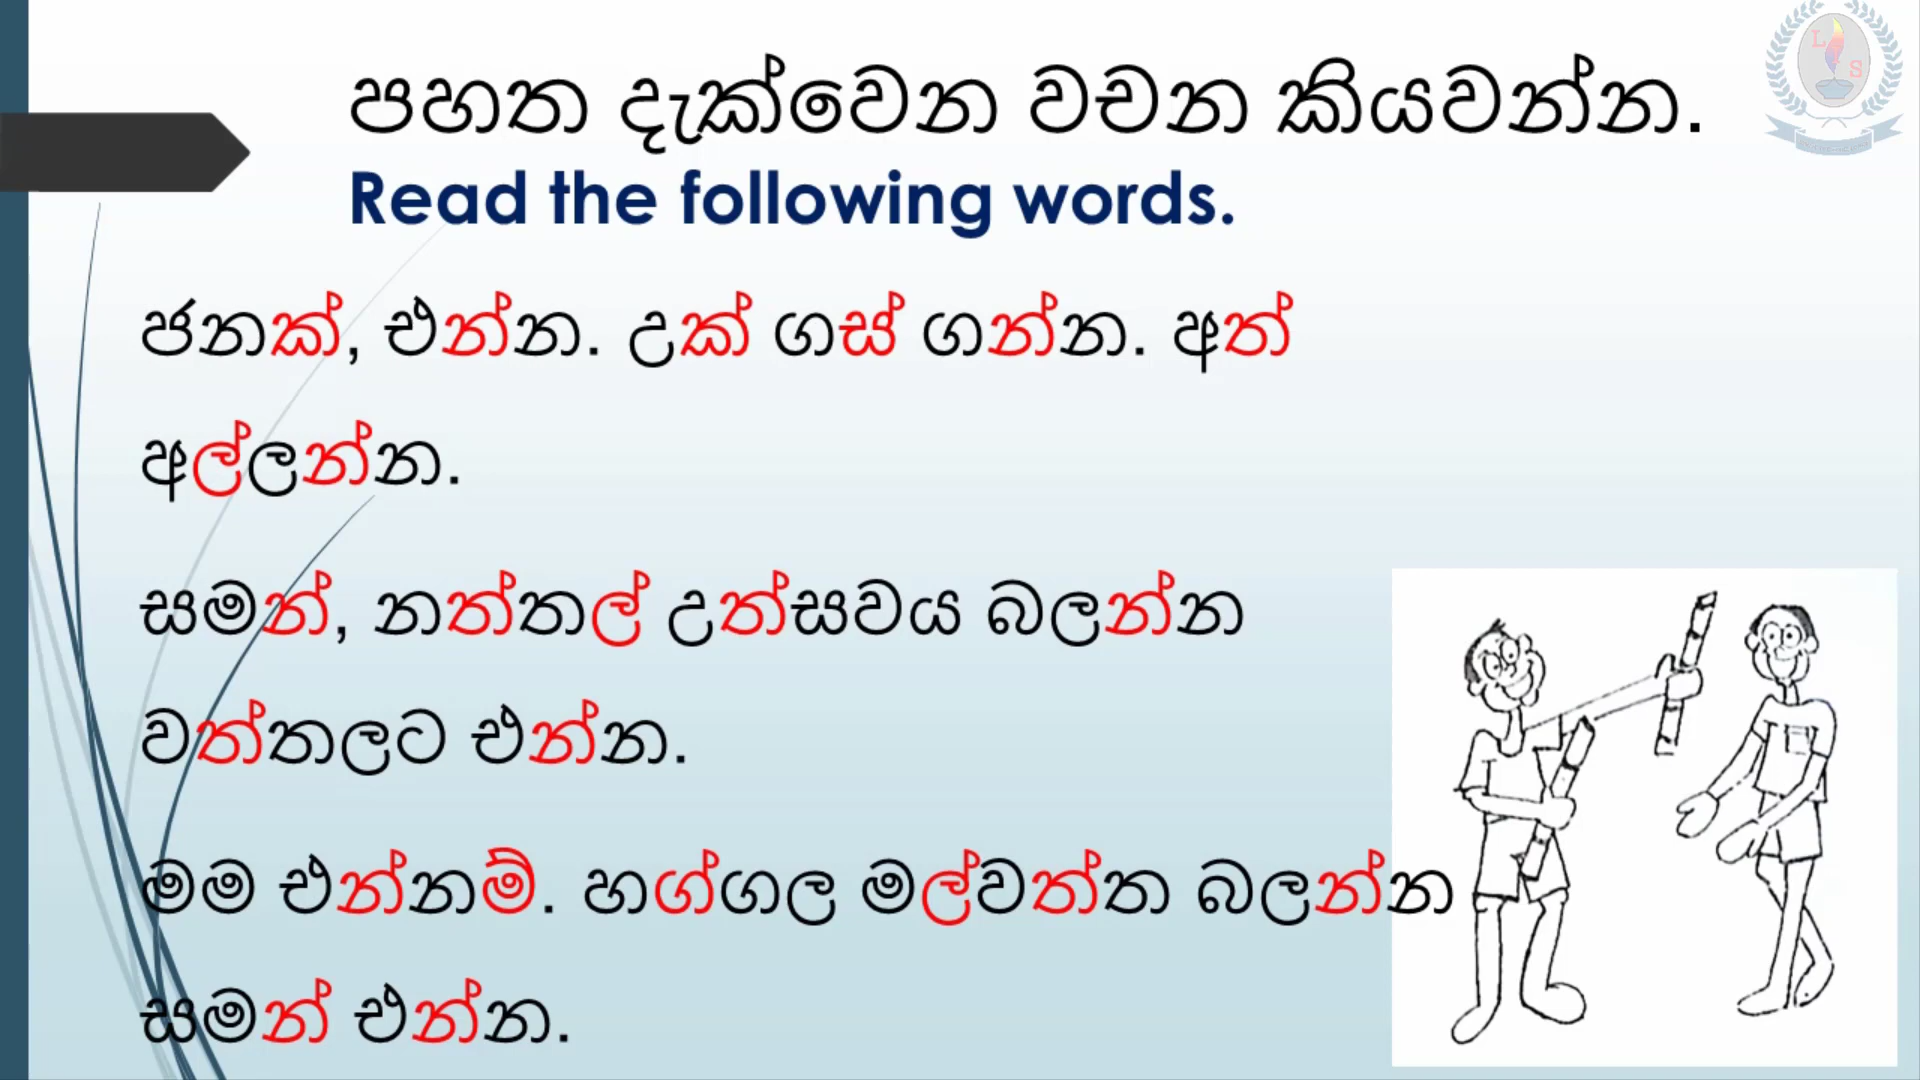 පහත දැක්වෙන වචන කියවන්න.
Read the following words.
ජනක්, එන්න. උක් ගස් ගන්න. අත්
අල්ලන්න.
සමන්, නත්තල් උත්සවය බලන්න
වත්තලට එන්න.
මම එන්නම්. හග්ගල මල්වත්ත බලන්න
සමන් එන්න.
L S